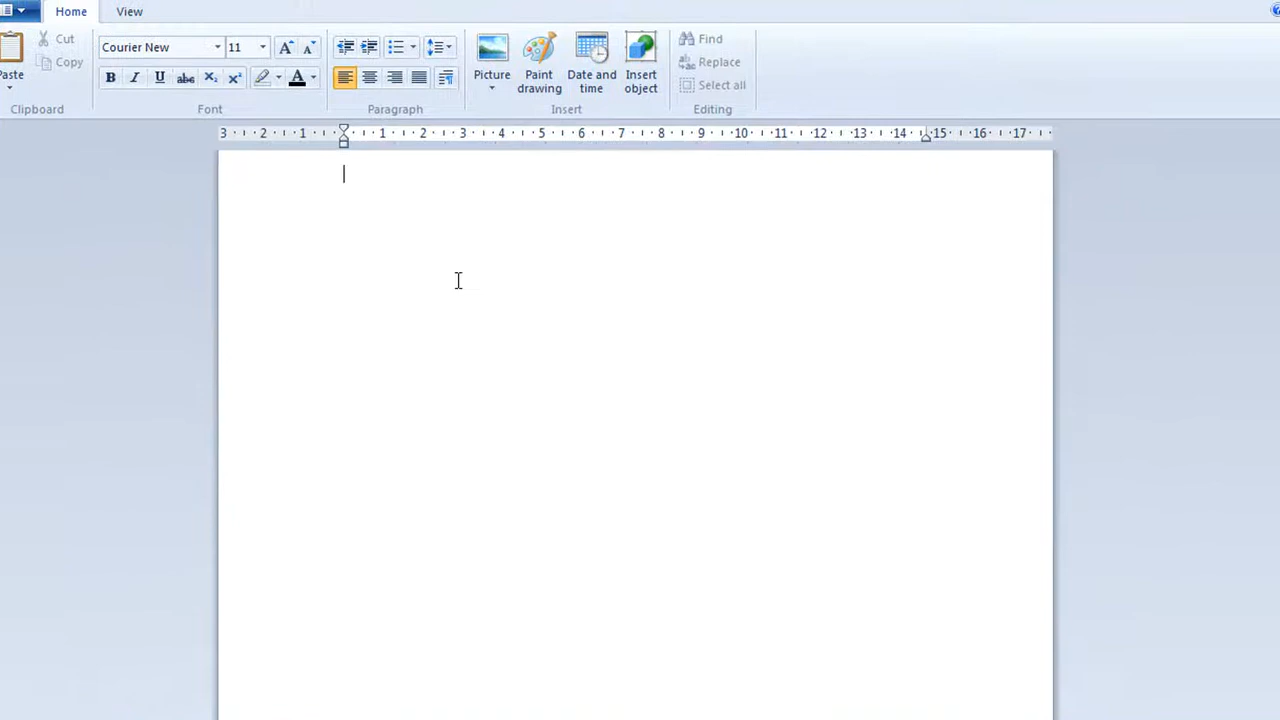 Home View
Cut
Copy
Paste
Clipboard
Courier New 11
B I U abc X₂ X²
A
Font
Paragraph
Picture
Paint drawing
Date and time
Insert object
Insert
Find
Replace
Select all
Editing
3 2 1 1 2 3 4 5 6 7 8 9 10 11 12 13 14 15 16 17